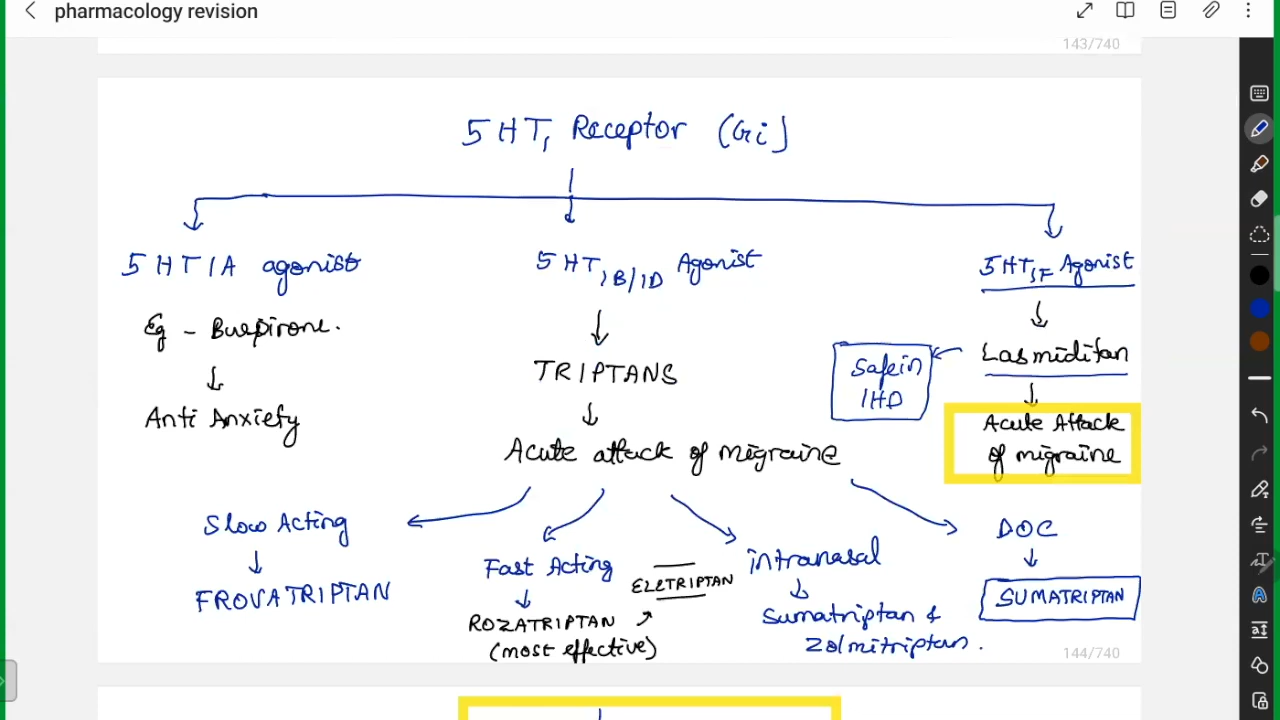 pharmacology revision
143/740
5HT1 Receptor (Gi)
5HT1A agonist
5HT1B/1D Agonist
5HT1F Agonist
Eg - Buspirone.
TRIPTANS
Lasmiditan
Safe in
IHD
Anti Anxiety
Acute attack of migraine
Acute Attack
of migraine
Slow Acting
FROVATRIPTAN
Fast Acting
ELETRIPTAN
ROZATRIPTAN
(most effective)
intranasal
Sumatriptan &
Zolmitriptan.
DOC
SUMATRIPTAN
144/740